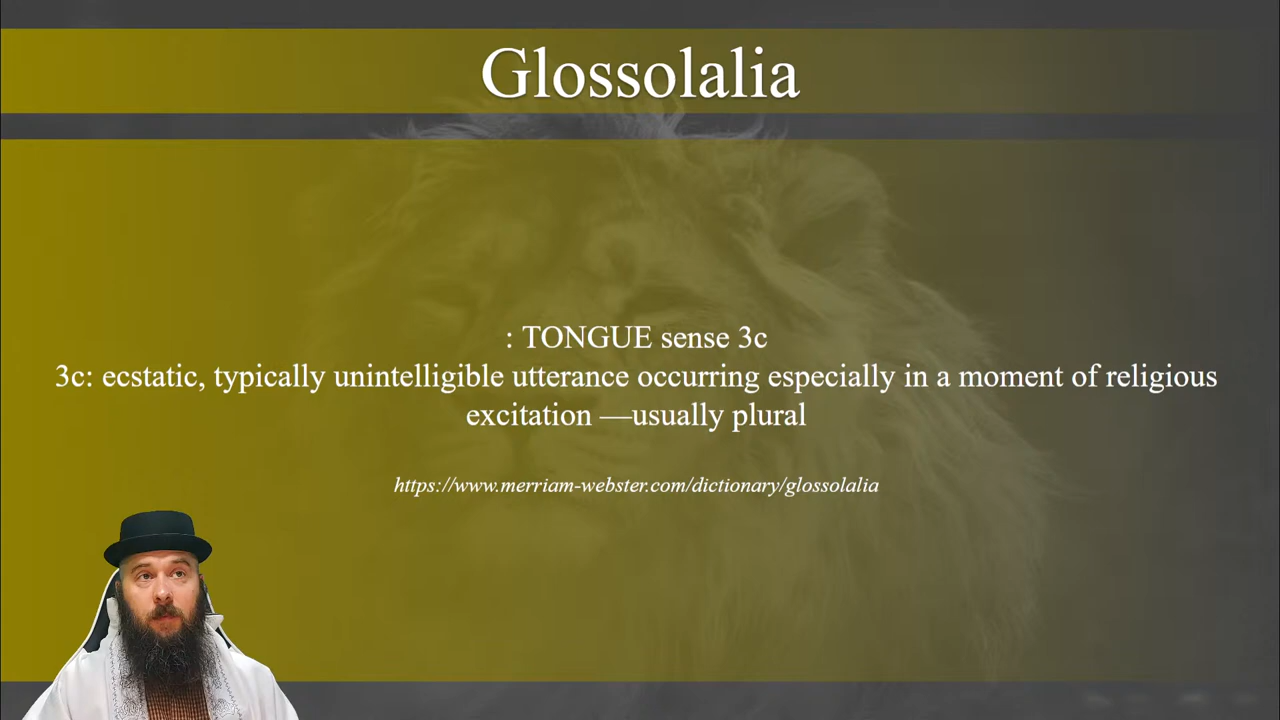 Glossolalia
: TONGUE sense 3c
3c: ecstatic, typically unintelligible utterance occurring especially in a moment of religious
excitation —usually plural
https://www.merriam-webster.com/dictionary/glossolalia